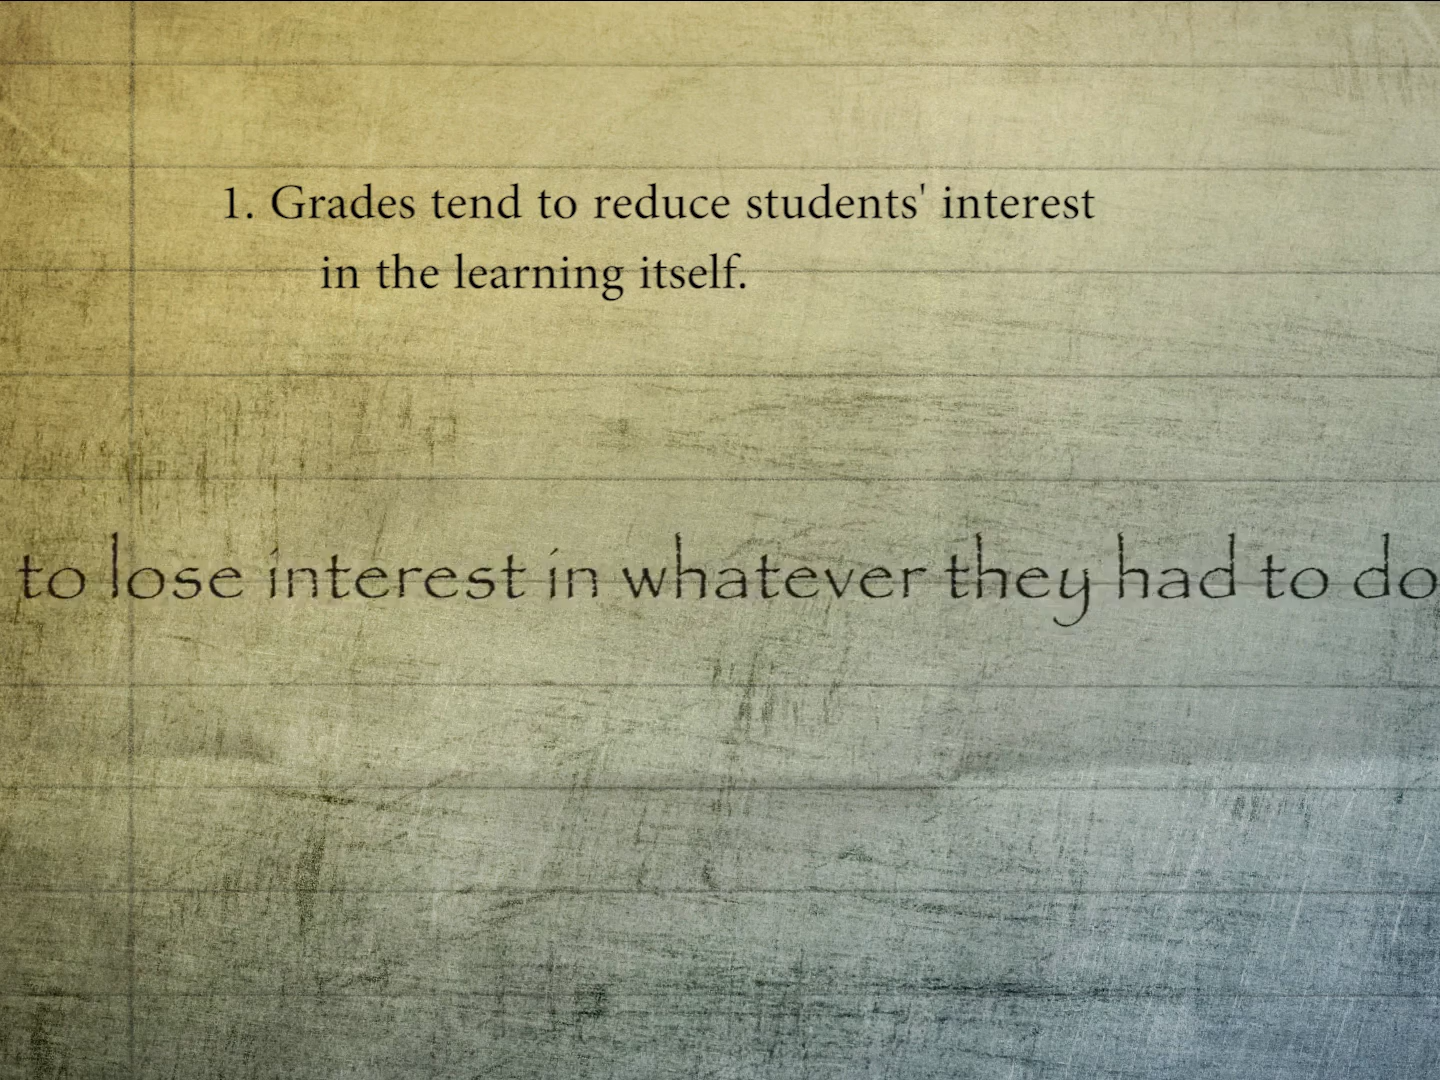 1. Grades tend to reduce students' interest
in the learning itself.
to lose interest in whatever they had to do